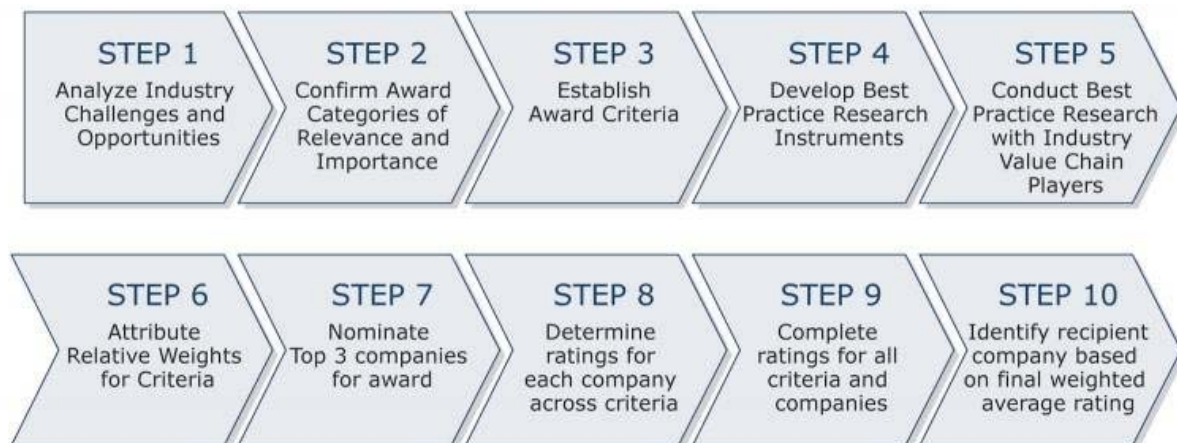 STEP 1
Analyze Industry
Challenges and
Opportunities
STEP 2
Confirm Award
Categories of
Relevance and
Importance
STEP 3
Establish
Award Criteria
STEP 4
Develop Best
Practice Research
Instruments
STEP 5
Conduct Best
Practice Research
with Industry
Value Chain
Players
STEP 6
Attribute
Relative Weights
for Criteria
STEP 7
Nominate
Top 3 companies
for award
STEP 8
Determine
ratings for
each company
across criteria
STEP 9
Complete
ratings for all
criteria and
companies
STEP 10
Identify recipient
company based
on final weighted
average rating